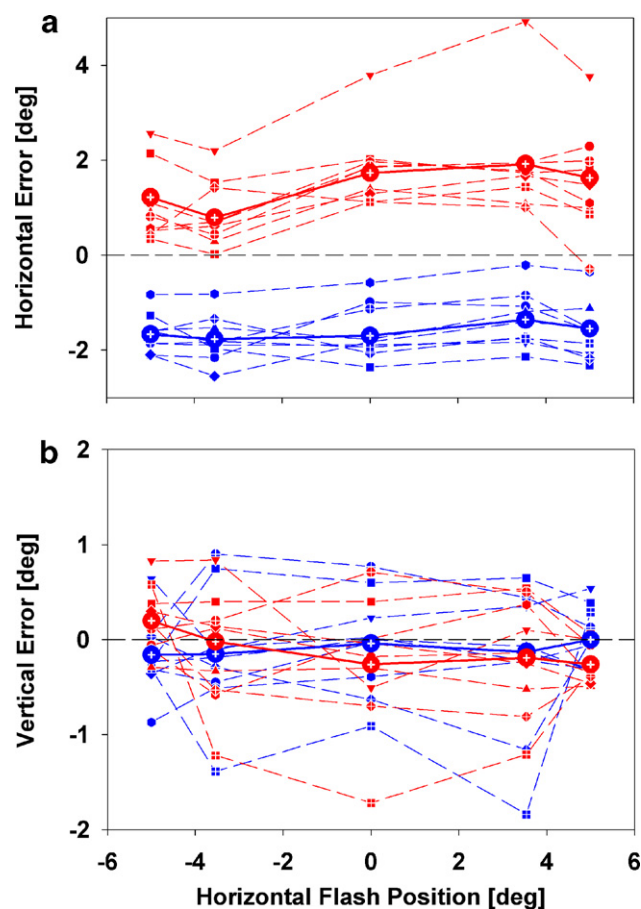 a
4
2
0
-2
Horizontal Error [deg]
b
2
1
0
-1
-2
Vertical Error [deg]
-6 -4 -2 0 2 4 6
Horizontal Flash Position [deg]